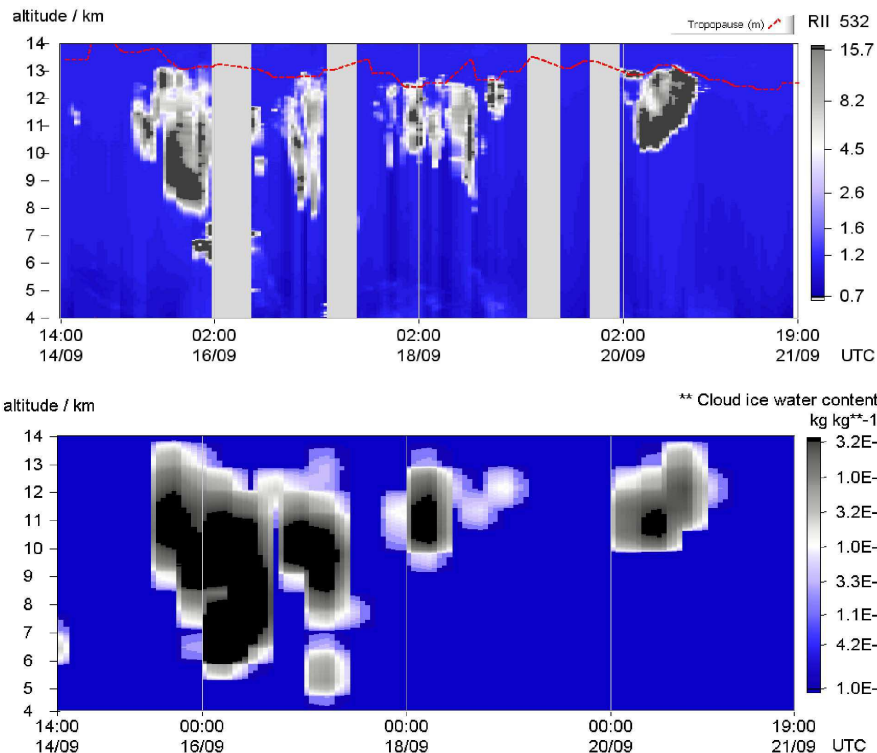 altitude / km
Tropopause (m)
RII 532
14
13
12
11
10
9
8
7
6
5
4
15.7
8.2
4.5
2.6
1.6
1.2
0.7
14:00 02:00 02:00 02:00 19:00
14/09 16/09 18/09 20/09 21/09 UTC
altitude / km
** Cloud ice water content
kg kg**-1
14
13
12
11
10
9
8
7
6
5
4
3.2E-
1.0E-
3.2E-
1.0E-
3.3E-
1.1E-
4.2E-
1.0E-
14:00 00:00 00:00 00:00 19:00
14/09 16/09 18/09 20/09 21/09 UTC